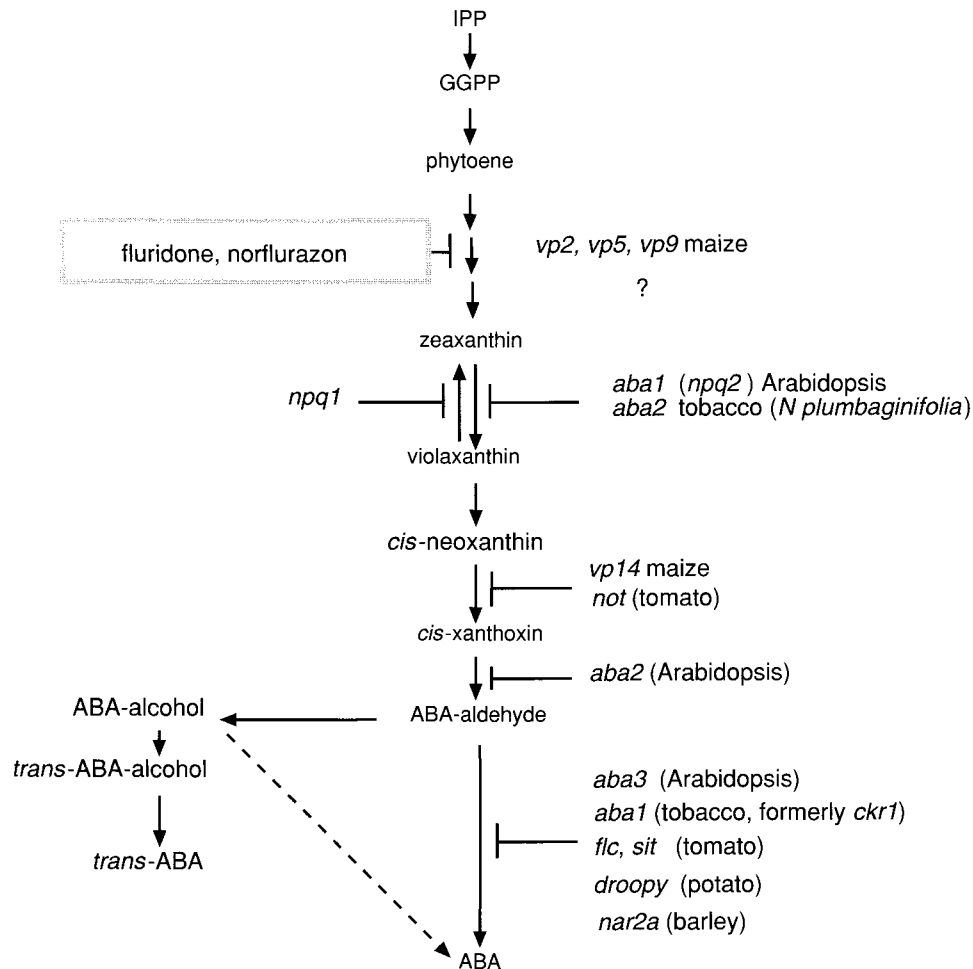 IPP
GGPP
phytoene
fluridone, norflurazon
vp2, vp5, vp9 maize
?
zeaxanthin
npq1
aba1 (npq2) Arabidopsis
aba2 tobacco (N plumbaginifolia)
violaxanthin
cis-neoxanthin
vp14 maize
not (tomato)
cis-xanthoxin
aba2 (Arabidopsis)
ABA-alcohol
ABA-aldehyde
trans-ABA-alcohol
trans-ABA
aba3 (Arabidopsis)
aba1 (tobacco, formerly ckr1)
flc, sit (tomato)
droopy (potato)
nar2a (barley)
ABA